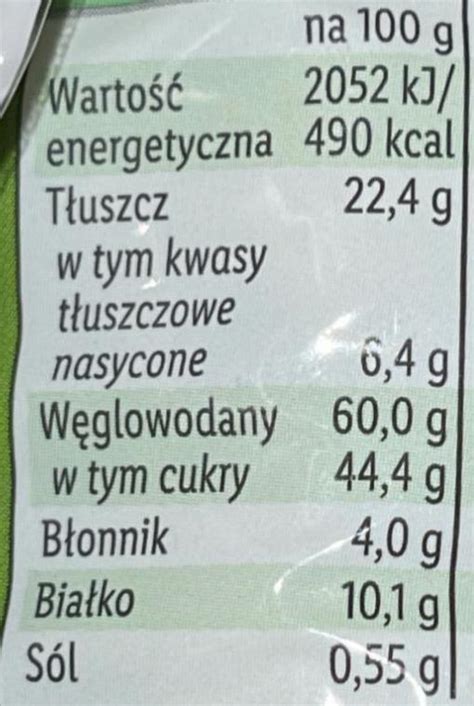 na 100 g
Wartość 2052 kJ/
energetyczna 490 kcal
Tłuszcz 22,4 g
w tym kwasy
tłuszczowe
nasycone 6,4 g
Węglowodany 60,0 g
w tym cukry 44,4 g
Błonnik 4,0 g
Białko 10,1 g
Sól 0,55 g